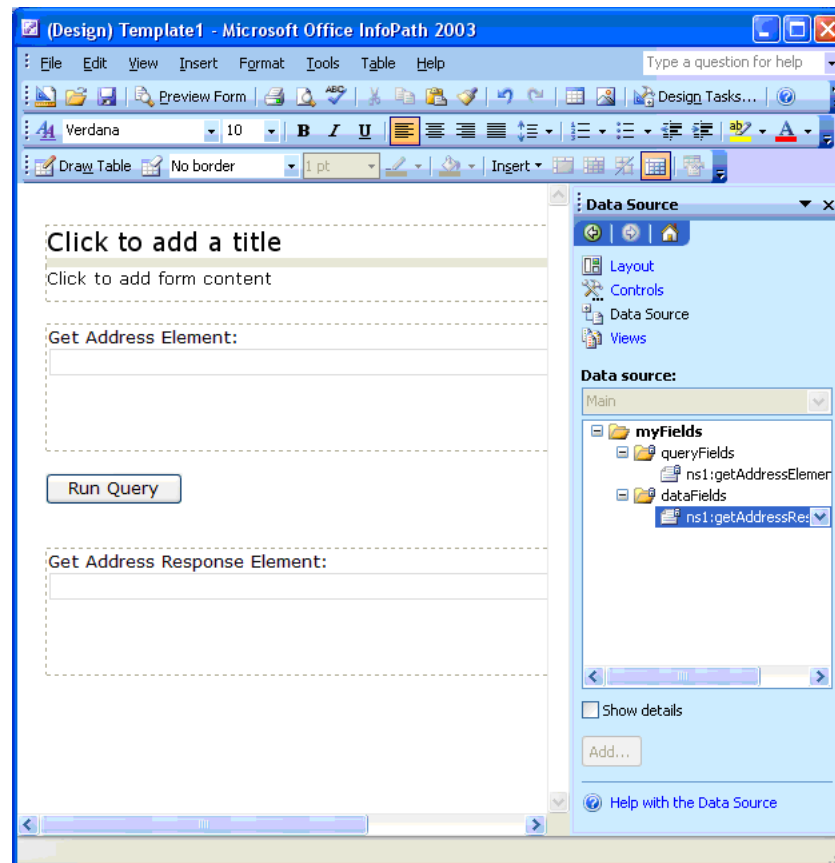 (Design) Template1 - Microsoft Office InfoPath 2003
File Edit View Insert Format Tools Table Help Type a question for help
Preview Form ABC Design Tasks...
Verdana 10 B I U ab A
Draw Table No border 1 pt Insert
Data Source
Click to add a title
Click to add form content
Layout
Controls
Data Source
Views
Get Address Element:
Data source:
Main
myFields
queryFields
ns1:getAddressElemer
dataFields
ns1:getAddressRes
Run Query
Get Address Response Element:
Show details
Add...
Help with the Data Source